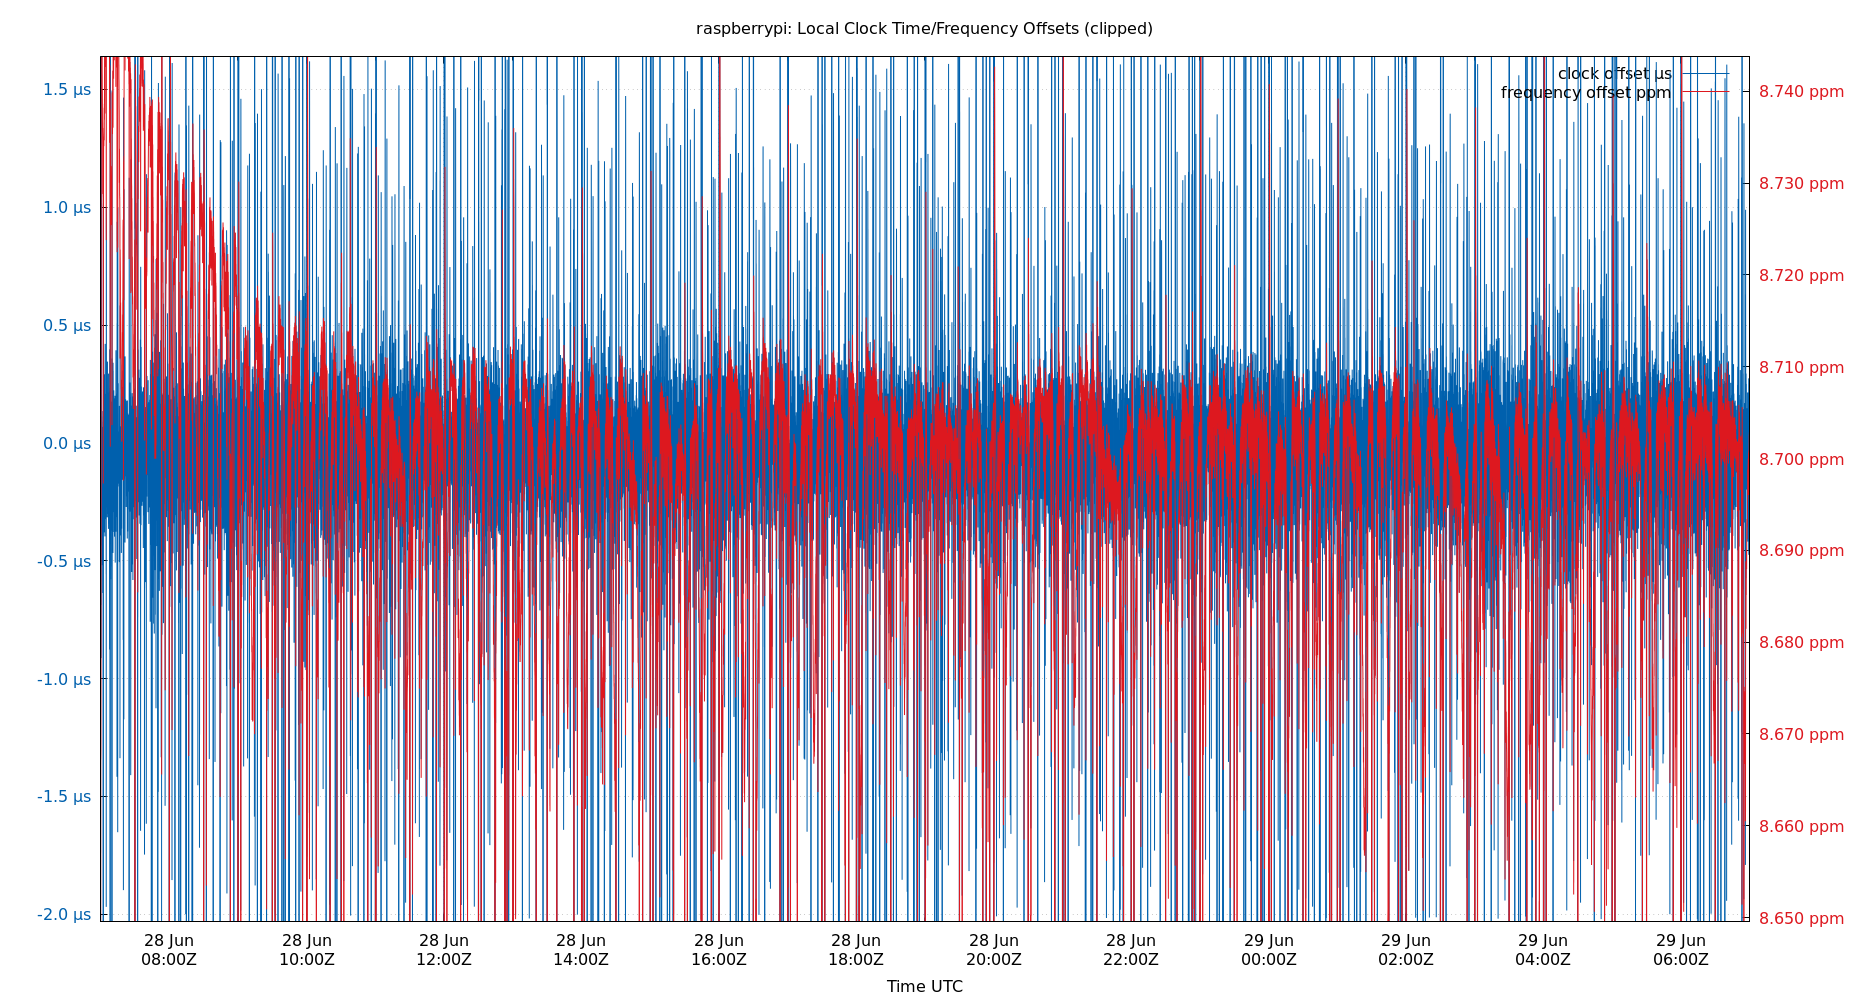 raspberrypi: Local Clock Time/Frequency Offsets (clipped)
clock offset µs
frequency offset ppm
1.5 µs
1.0 µs
0.5 µs
0.0 µs
-0.5 µs
-1.0 µs
-1.5 µs
-2.0 µs
8.740 ppm
8.730 ppm
8.720 ppm
8.710 ppm
8.700 ppm
8.690 ppm
8.680 ppm
8.670 ppm
8.660 ppm
8.650 ppm
28 Jun 28 Jun 28 Jun 28 Jun 28 Jun 28 Jun 28 Jun 28 Jun 29 Jun 29 Jun 29 Jun 29 Jun
08:00Z 10:00Z 12:00Z 14:00Z 16:00Z 18:00Z 20:00Z 22:00Z 00:00Z 02:00Z 04:00Z 06:00Z
Time UTC